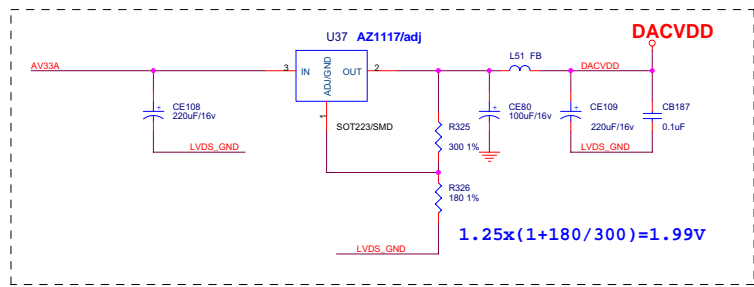 DACVDD
U37 AZ1117/adj
L51 FB
AV33A
3 IN OUT 2
DACVDD
ADJ/GND
1
SOT223/SMD
CE108
220uF/16v
LVDS_GND
R325
300 1%
CE80
100uF/16v
CE109
220uF/16v
CB187
0.1uF
LVDS_GND
R326
180 1%
LVDS_GND
1.25x(1+180/300)=1.99V